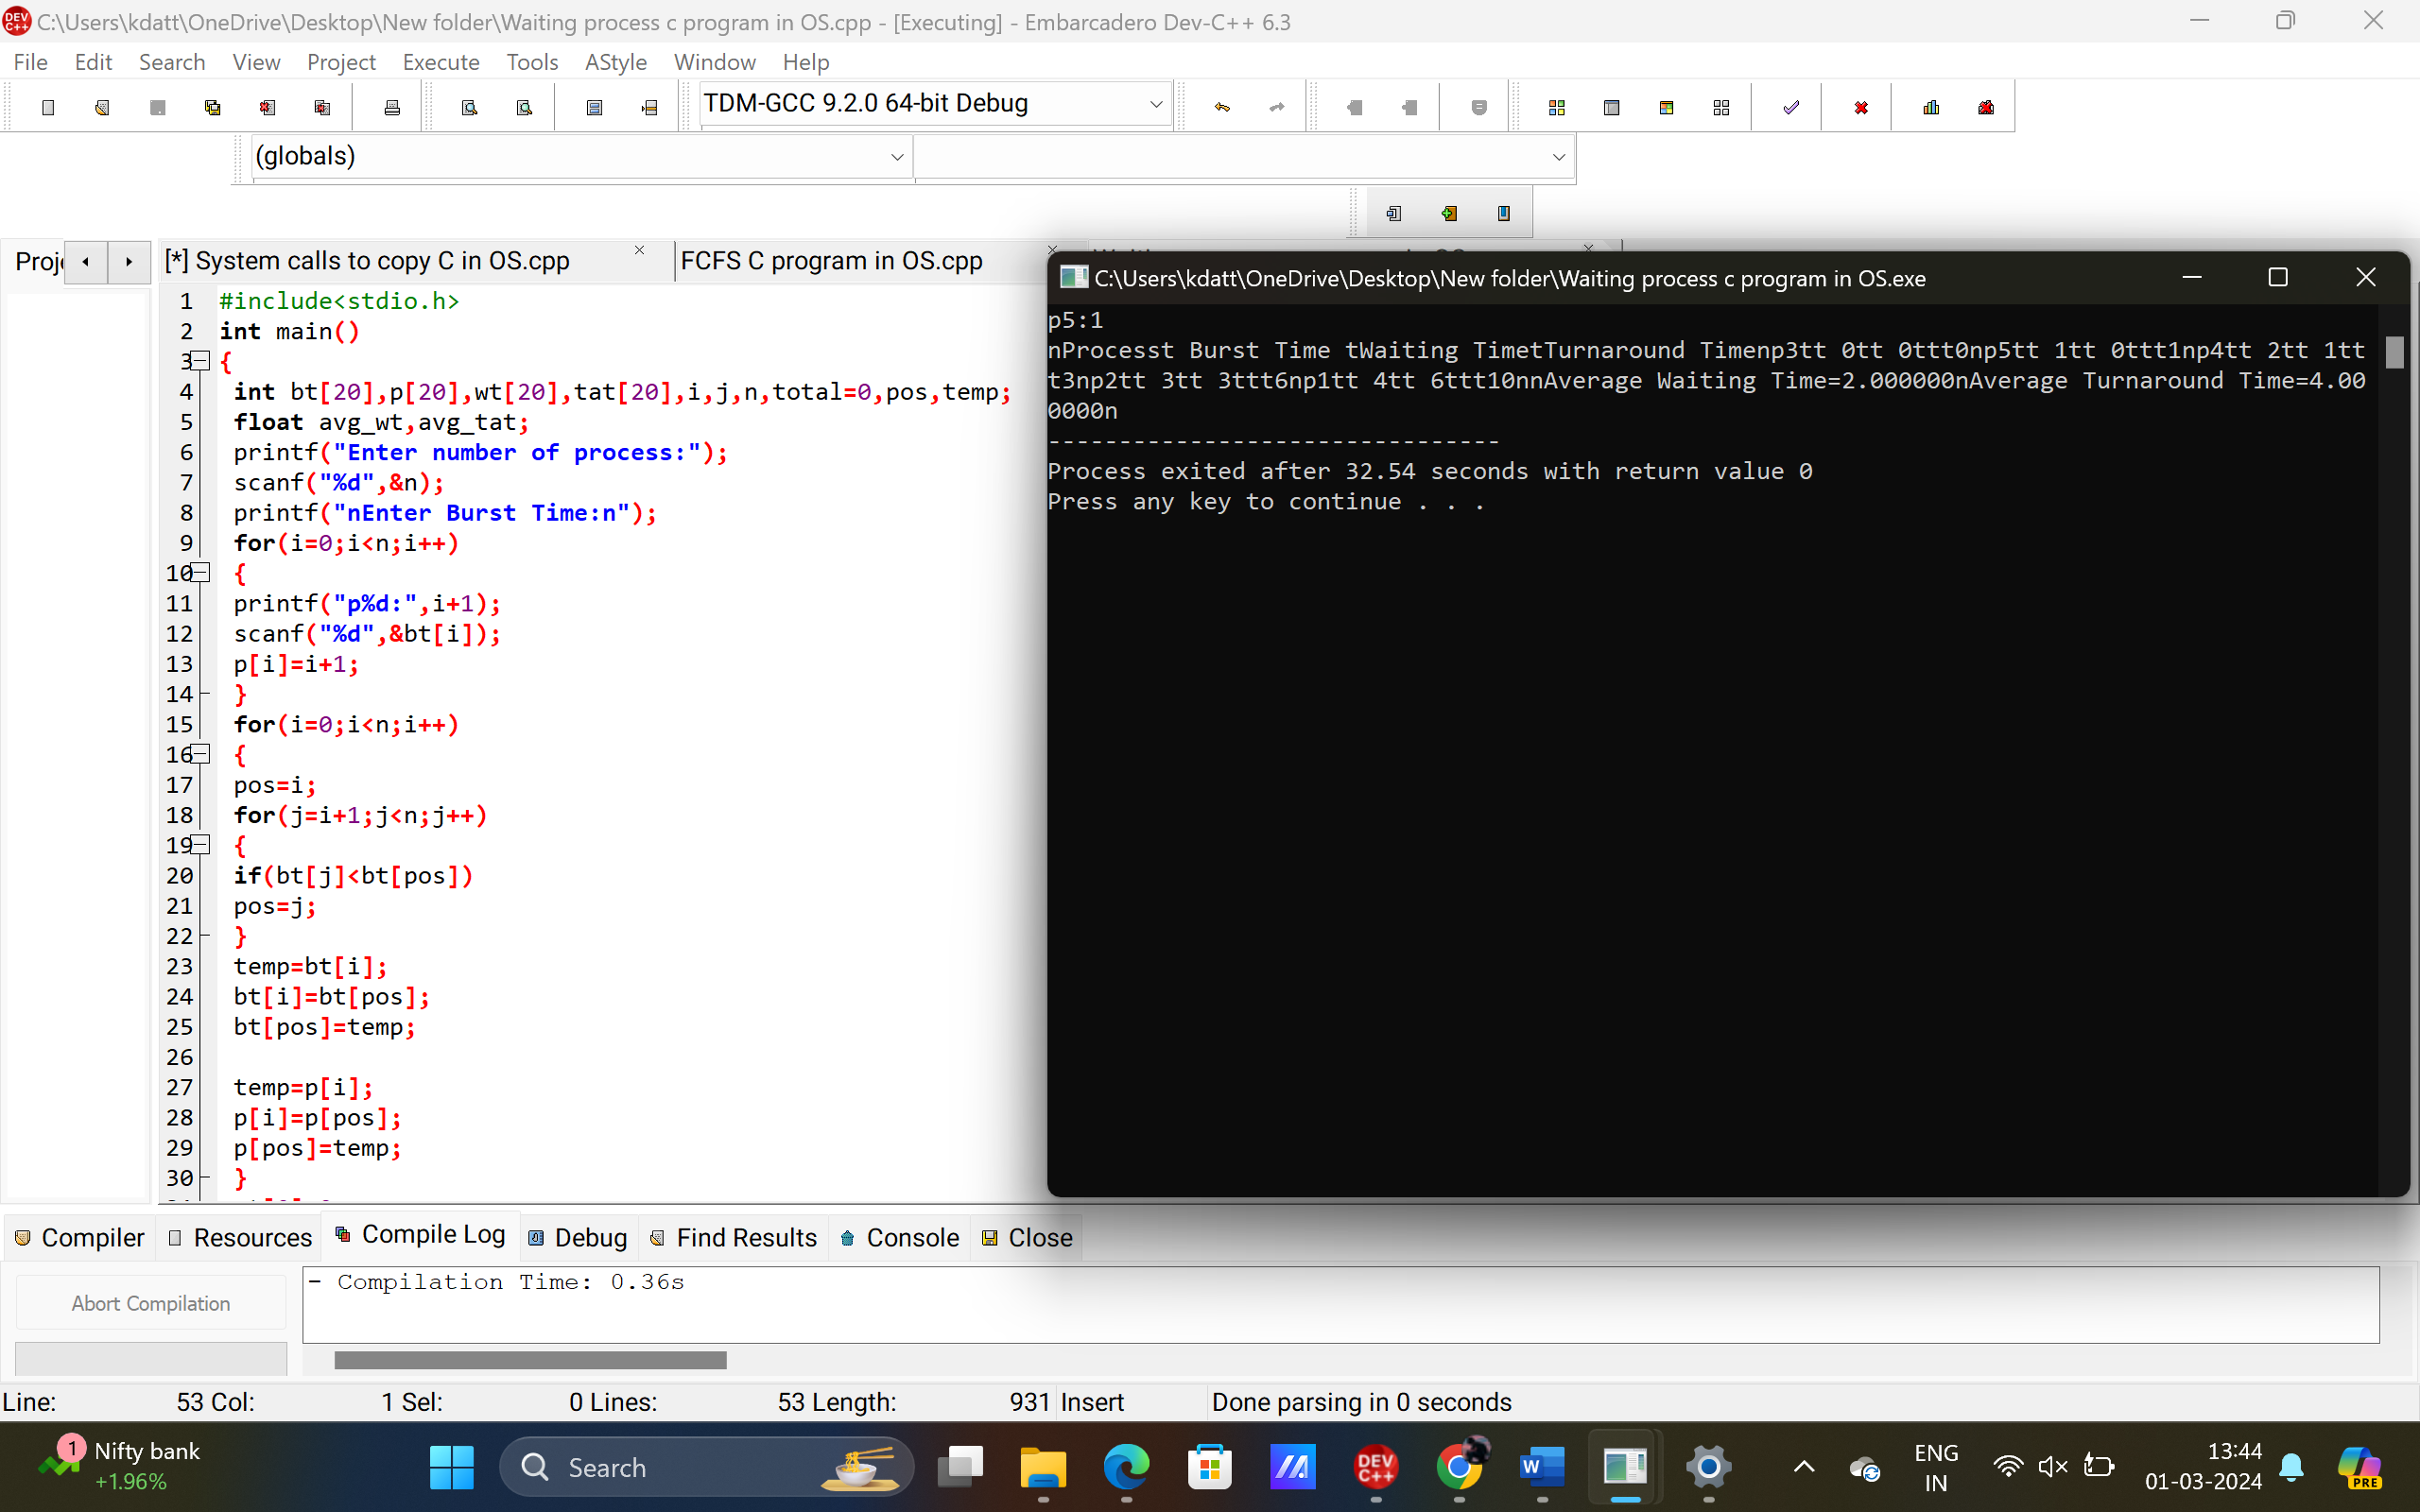 C:\Users\kdatt\OneDrive\Desktop\New folder\Waiting process c program in OS.cpp - [Executing] - Embarcadero Dev-C++ 6.3
File Edit Search View Project Execute Tools AStyle Window Help
TDM-GCC 9.2.0 64-bit Debug
(globals)
[*] System calls to copy C in OS.cpp FCFS C program in OS.cpp
1 #include<stdio.h>
2 int main()
3 {
4 int bt[20],p[20],wt[20],tat[20],i,j,n,total=0,pos,temp;
5 float avg_wt,avg_tat;
6 printf("Enter number of process:");
7 scanf("%d",&n);
8 printf("nEnter Burst Time:n");
9 for(i=0;i<n;i++)
10 {
11 printf("p%d:",i+1);
12 scanf("%d",&bt[i]);
13 p[i]=i+1;
14 }
15 for(i=0;i<n;i++)
16 {
17 pos=i;
18 for(j=i+1;j<n;j++)
19 {
20 if(bt[j]<bt[pos])
21 pos=j;
22 }
23 temp=bt[i];
24 bt[i]=bt[pos];
25 bt[pos]=temp;
26
27 temp=p[i];
28 p[i]=p[pos];
29 p[pos]=temp;
30 }
C:\Users\kdatt\OneDrive\Desktop\New folder\Waiting process c program in OS.exe
p5:1
nProcesst Burst Time tWaiting TimetTurnaround Timenp3tt 0tt 0ttt0np5tt 1tt 0ttt1np4tt 2tt 1tt
t3np2tt 3tt 3ttt6np1tt 4tt 6ttt10nnAverage Waiting Time=2.000000nAverage Turnaround Time=4.00
0000n
--------------------------------
Process exited after 32.54 seconds with return value 0
Press any key to continue . . .
Compiler Resources Compile Log Debug Find Results Console Close
Abort Compilation
- Compilation Time: 0.36s
Line: 53 Col: 1 Sel: 0 Lines: 53 Length: 931 Insert Done parsing in 0 seconds
1 Nifty bank
+1.96%
Search
DEV C++
W
PRE
ENG
IN
13:44
01-03-2024